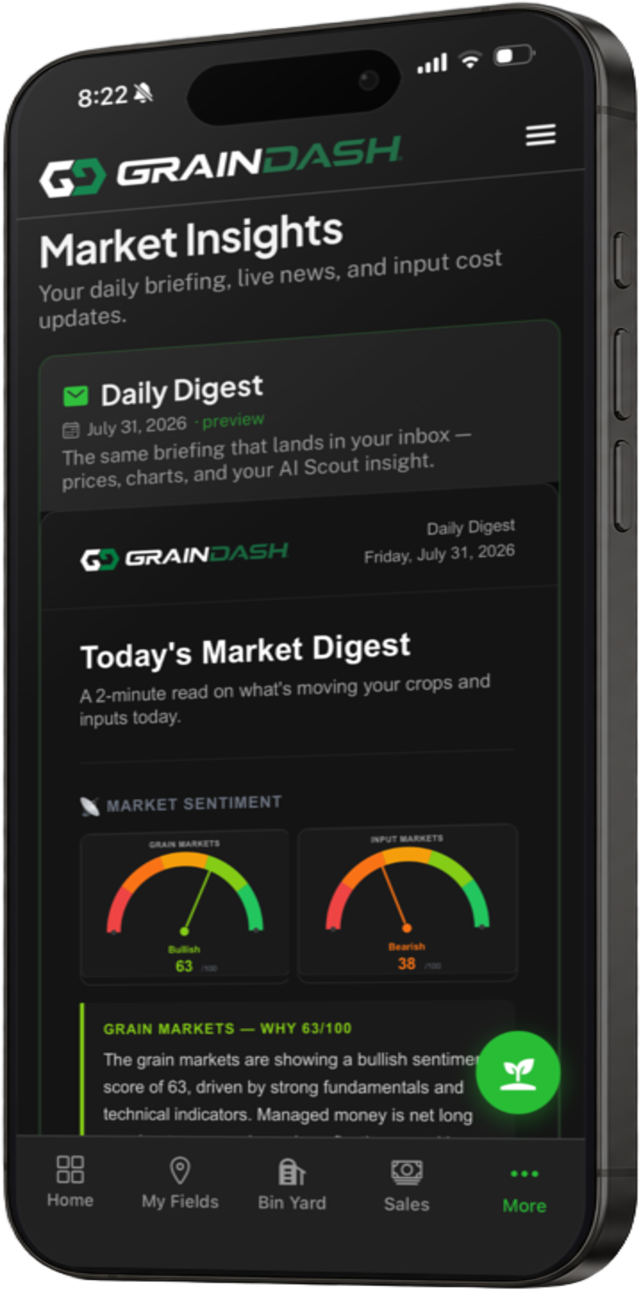 8:22
GRAINDASH
Market Insights
Your daily briefing, live news, and input cost
updates.
Daily Digest
July 31, 2026 · preview
The same briefing that lands in your inbox —
prices, charts, and your AI Scout insight.
GRAINDASH
Daily Digest
Friday, July 31, 2026
Today's Market Digest
A 2-minute read on what's moving your crops and
inputs today.
MARKET SENTIMENT
GRAIN MARKETS
Bullish
63 /100
INPUT MARKETS
Bearish
38 /100
GRAIN MARKETS — WHY 63/100
The grain markets are showing a bullish
score of 63, driven by strong fundamentals and
technical indicators. Managed money is net long
Home
My Fields
Bin Yard
Sales
More